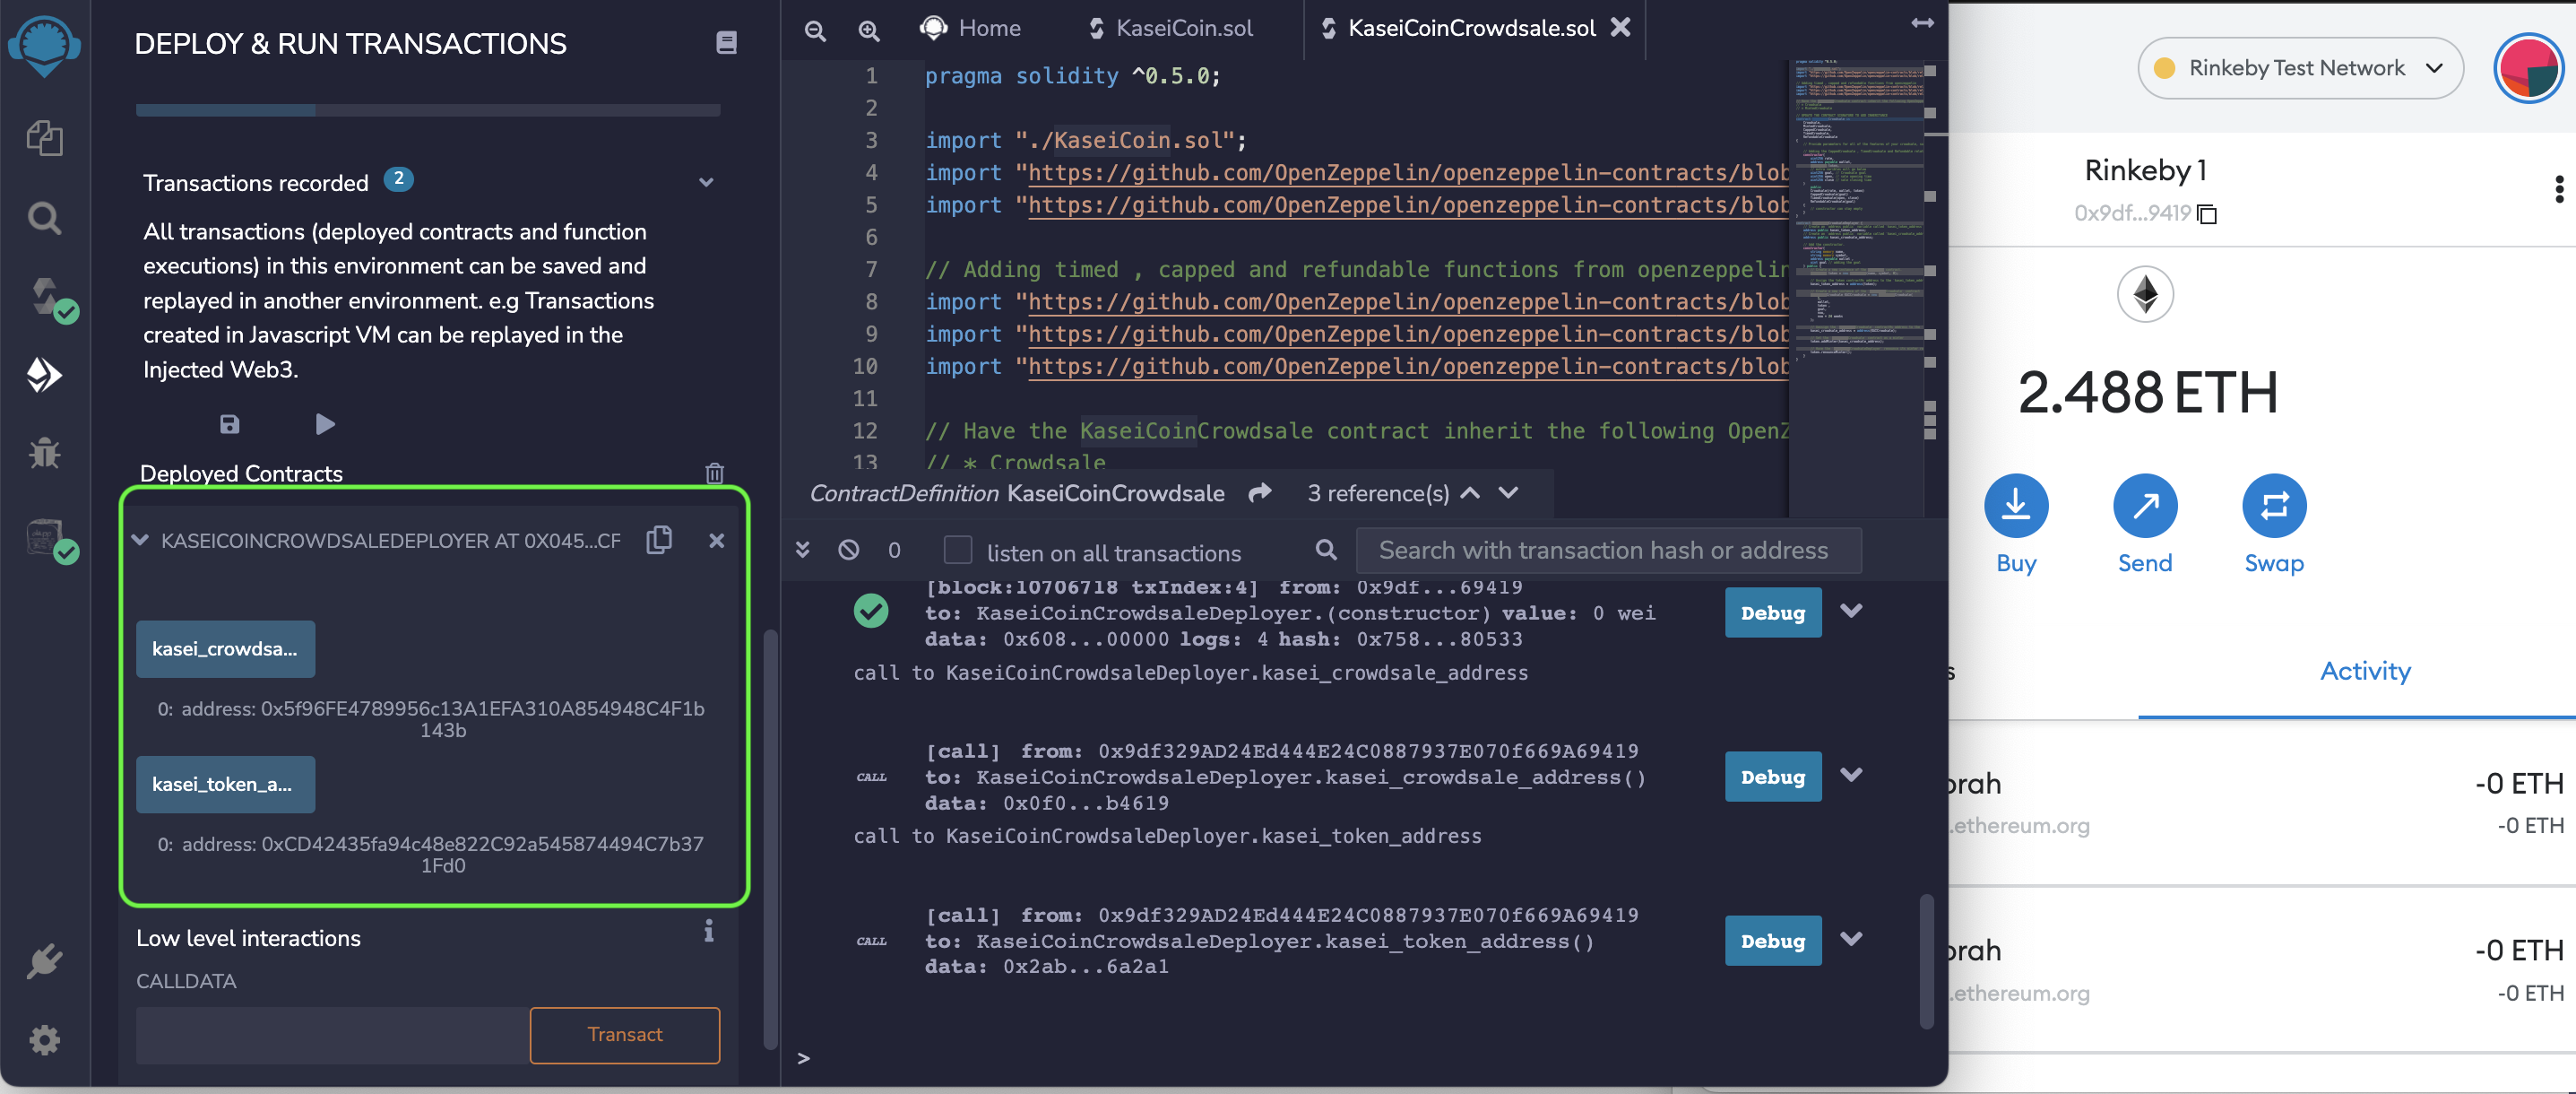 DEPLOY & RUN TRANSACTIONS
Transactions recorded 2
All transactions (deployed contracts and function
executions) in this environment can be saved and
replayed in another environment. e.g Transactions
created in Javascript VM can be replayed in the
Injected Web3.
Deployed Contracts
KASEICOINCROWDSALEDEPLOYER AT 0X045...CF
kasei_crowdsa...
0: address: 0x5f96FE4789956c13A1EFA310A854948C4F1b
143b
kasei_token_a...
0: address: 0xCD42435fa94c48e822C92a545874494C7b37
1Fd0
Low level interactions
CALLDATA
Transact
Home
KaseiCoin.sol
KaseiCoinCrowdsale.sol
1 pragma solidity ^0.5.0;
2
3 import "./KaseiCoin.sol";
4 import "https://github.com/OpenZeppelin/openzeppelin-contracts/blob
5 import "https://github.com/OpenZeppelin/openzeppelin-contracts/blob
6
7 // Adding timed , capped and refundable functions from openzeppelin
8 import "https://github.com/OpenZeppelin/openzeppelin-contracts/blob
9 import "https://github.com/OpenZeppelin/openzeppelin-contracts/blob
10 import "https://github.com/OpenZeppelin/openzeppelin-contracts/blob
11
12 // Have the KaseiCoinCrowdsale contract inherit the following OpenZ
13 // * Crowdsale
ContractDefinition KaseiCoinCrowdsale 3 reference(s)
0 listen on all transactions Search with transaction hash or address
[block:10706718 txIndex:4] from: 0x9df...69419
to: KaseiCoinCrowdsaleDeployer.(constructor) value: 0 wei
data: 0x608...00000 logs: 4 hash: 0x758...80533
Debug
call to KaseiCoinCrowdsaleDeployer.kasei_crowdsale_address
CALL
[call] from: 0x9df329AD24Ed444E24C0887937E070f669A69419
to: KaseiCoinCrowdsaleDeployer.kasei_crowdsale_address()
data: 0x0f0...b4619
Debug
call to KaseiCoinCrowdsaleDeployer.kasei_token_address
CALL
[call] from: 0x9df329AD24Ed444E24C0887937E070f669A69419
to: KaseiCoinCrowdsaleDeployer.kasei_token_address()
data: 0x2ab...6a2a1
Debug
>
Rinkeby Test Network
Rinkeby 1
0x9df...9419
2.488 ETH
Buy
Send
Swap
s
Activity
orah
-0 ETH
.ethereum.org
-0 ETH
orah
-0 ETH
.ethereum.org
-0 ETH